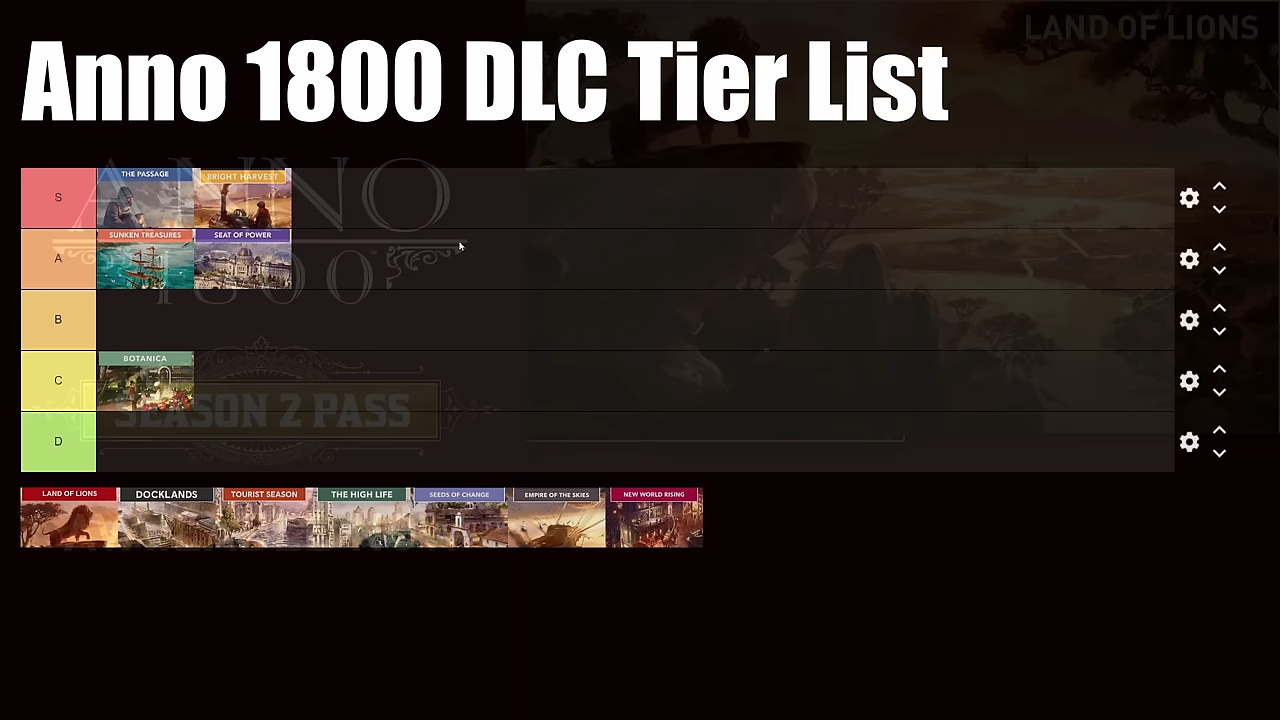 LAND OF LIONS
Anno 1800 DLC Tier List
ANNO
1800
S
THE PASSAGE
BRIGHT HARVEST
A
SUNKEN TREASURES
SEAT OF POWER
B
C
BOTANICA
SEASON 2 PASS
D
LAND OF LIONS
DOCKLANDS
TOURIST SEASON
THE HIGH LIFE
SEEDS OF CHANGE
EMPIRE OF THE SKIES
NEW WORLD RISING